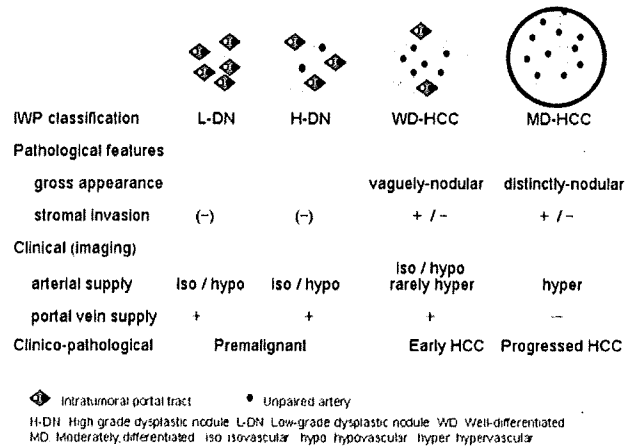 IWP classification L-DN H-DN WD-HCC MD-HCC
Pathological features
gross appearance vaguely-nodular distinctly-nodular
stromal invasion (-) (-) + / - + / -
Clinical (imaging)
arterial supply iso / hypo iso / hypo iso / hypo rarely hyper hyper
portal vein supply + + + -
Clinico-pathological Premalignant Early HCC Progressed HCC
Intratumoral portal tract Unpaired artery
H-DN High grade dysplastic nodule L-DN Low-grade dysplastic nodule WD Well-differentiated
MD Moderately differentiated iso isovascular hypo hypovascular hyper hypervascular